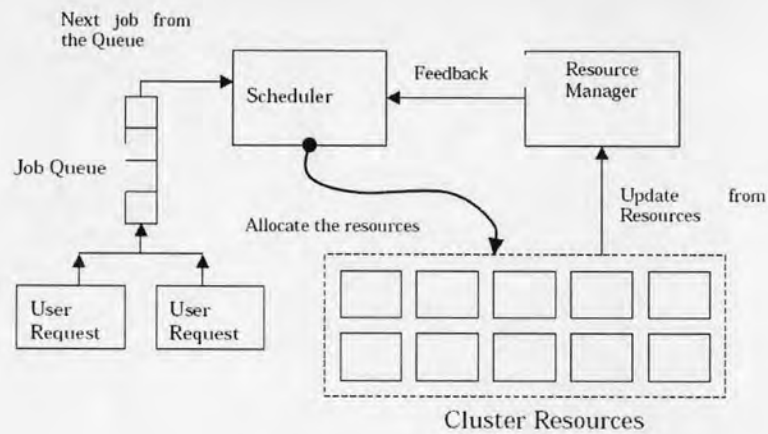 Next job from
the Queue
Scheduler
Feedback
Resource
Manager
Job Queue
Allocate the resources
Update from
Resources
User
Request
User
Request
Cluster Resources